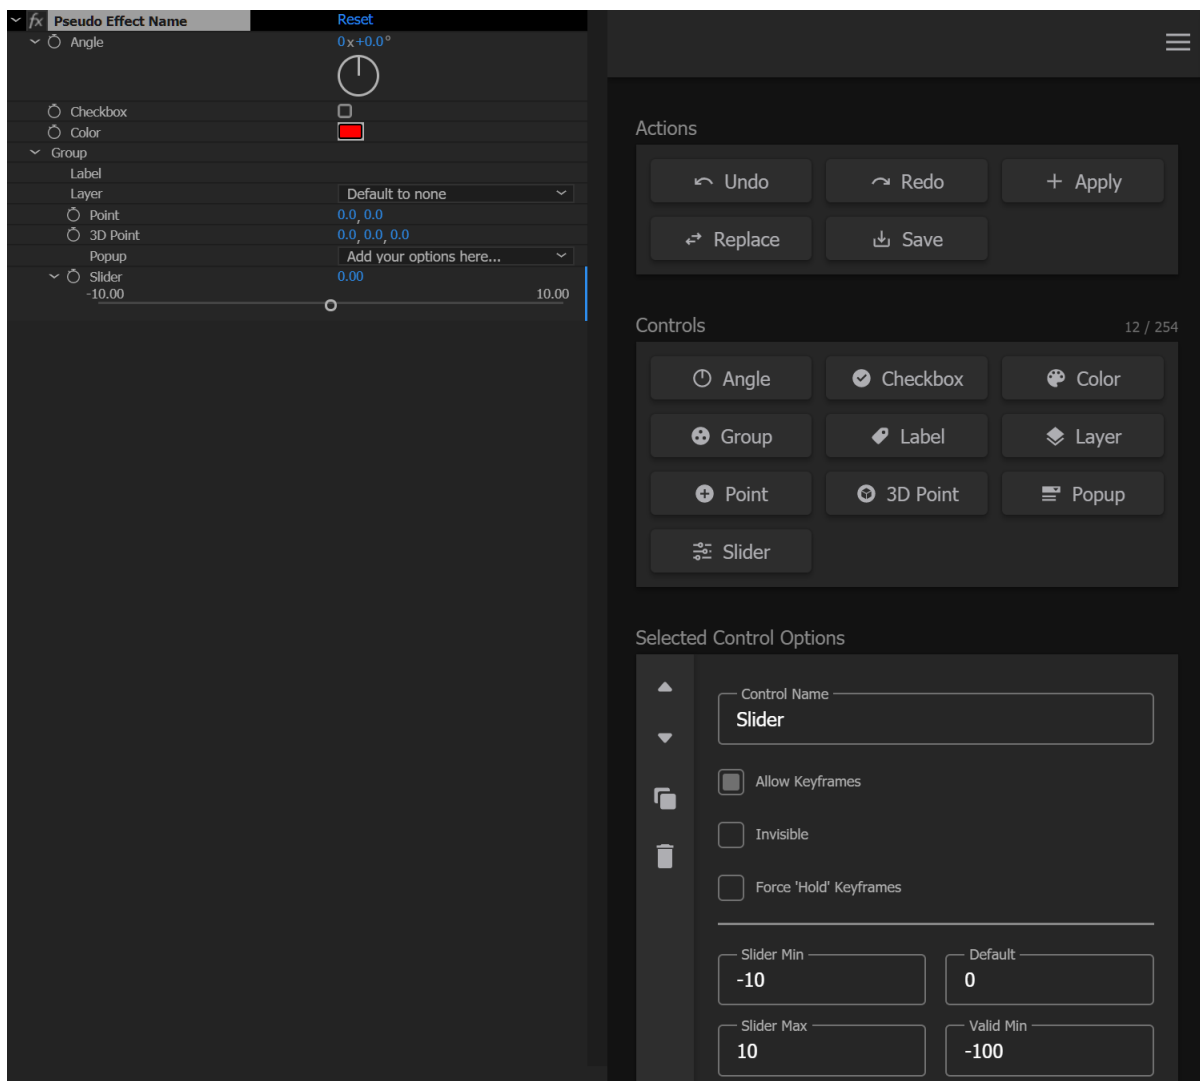 fx Pseudo Effect Name Reset
Angle 0x+0.0°
Checkbox
Color
Group
Label
Layer Default to none
Point 0.0, 0.0
3D Point 0.0, 0.0, 0.0
Popup Add your options here...
Slider 0.00
-10.00 10.00
Actions
Undo Redo Apply
Replace Save
Controls 12 / 254
Angle Checkbox Color
Group Label Layer
Point 3D Point Popup
Slider
Selected Control Options
Control Name
Slider
Allow Keyframes
Invisible
Force 'Hold' Keyframes
Slider Min Default
-10 0
Slider Max Valid Min
10 -100